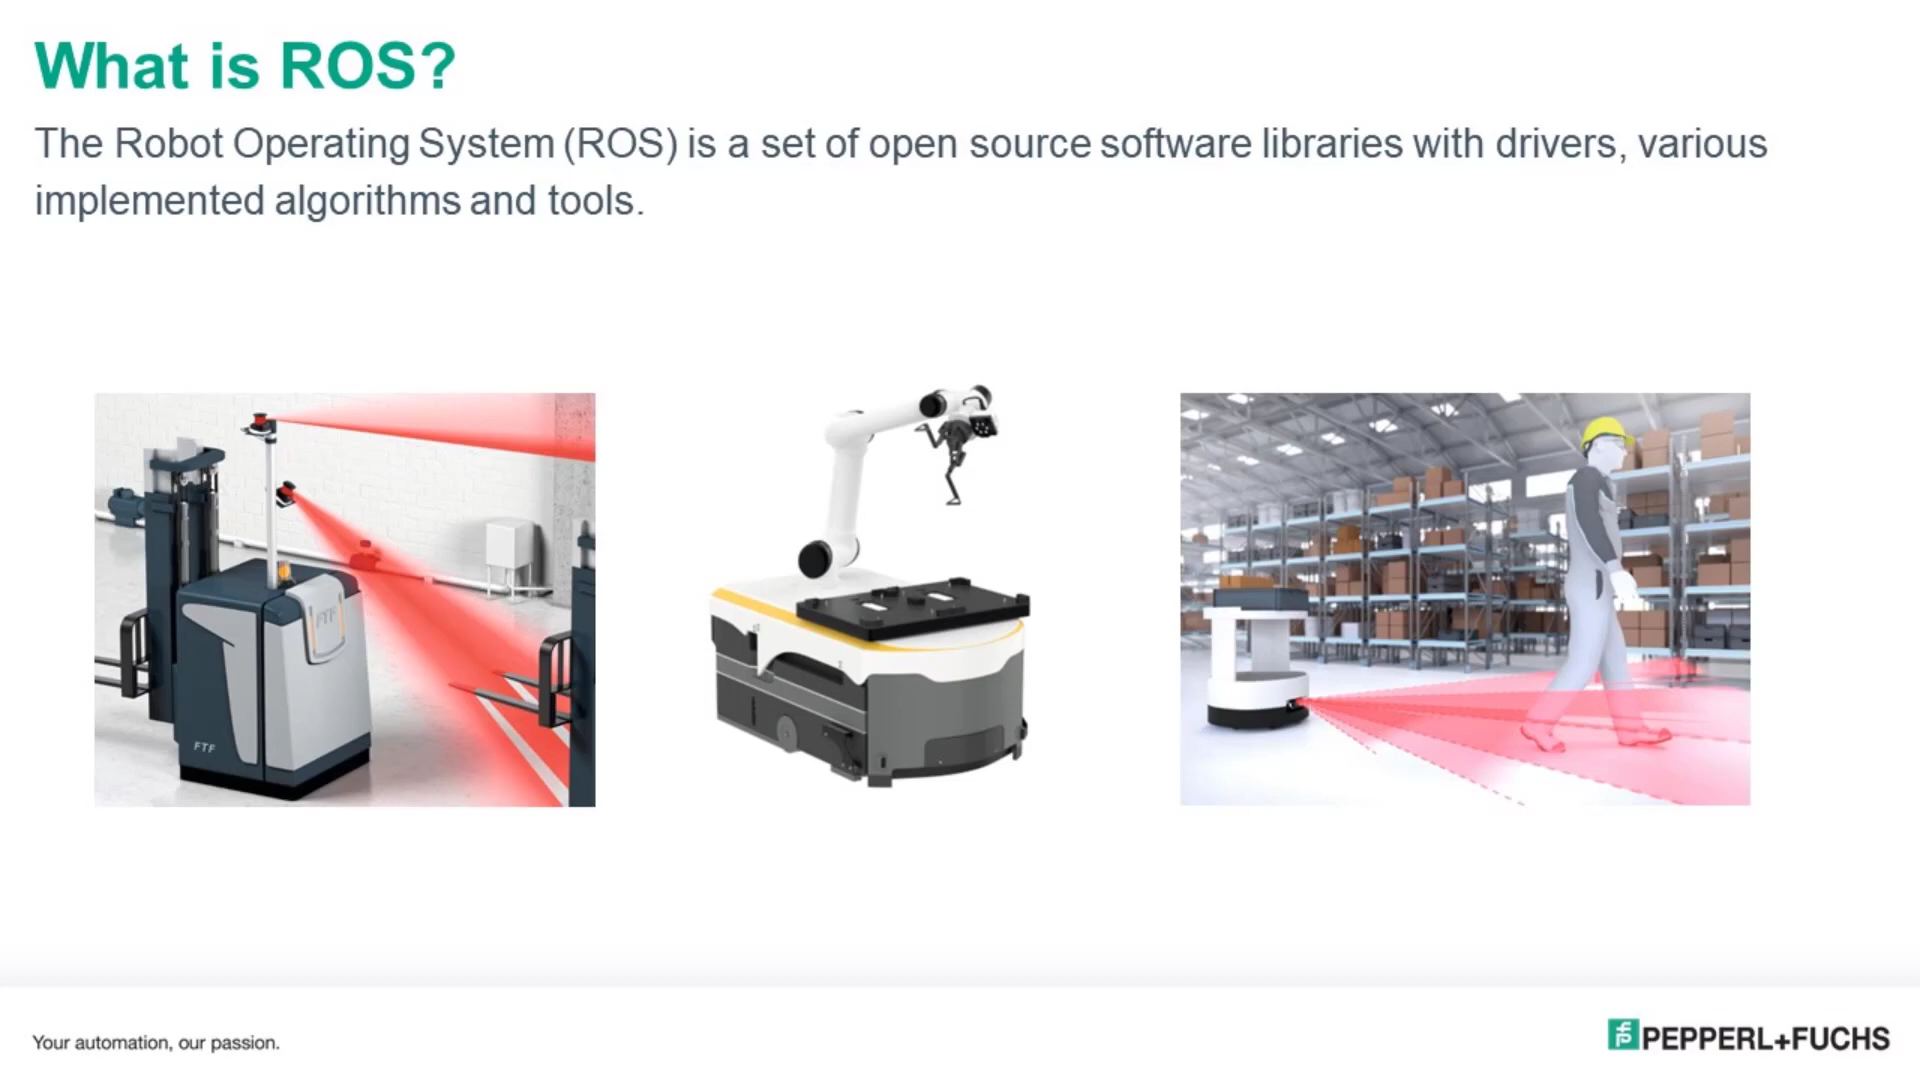 What is ROS?
The Robot Operating System (ROS) is a set of open source software libraries with drivers, various
implemented algorithms and tools.
FTF
FTF
Your automation, our passion.
PEPPERL+FUCHS